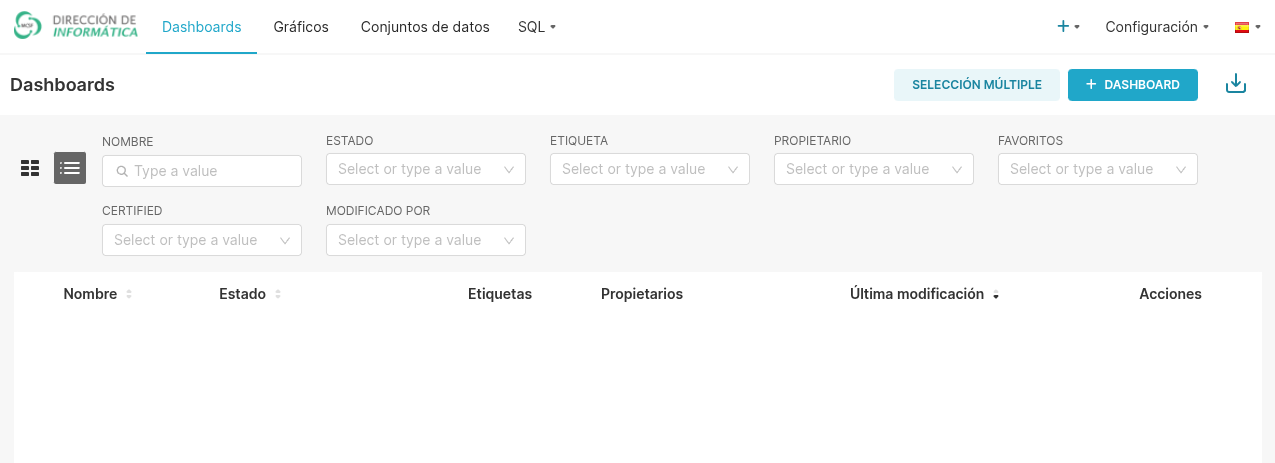 DIRECCIÓN DE
INFORMÁTICA
Dashboards Gráficos Conjuntos de datos SQL Configuración
Dashboards
SELECCIÓN MÚLTIPLE + DASHBOARD
NOMBRE ESTADO ETIQUETA PROPIETARIO FAVORITOS
Type a value Select or type a value Select or type a value Select or type a value Select or type a value
CERTIFIED MODIFICADO POR
Select or type a value Select or type a value
Nombre Estado Etiquetas Propietarios Última modificación Acciones